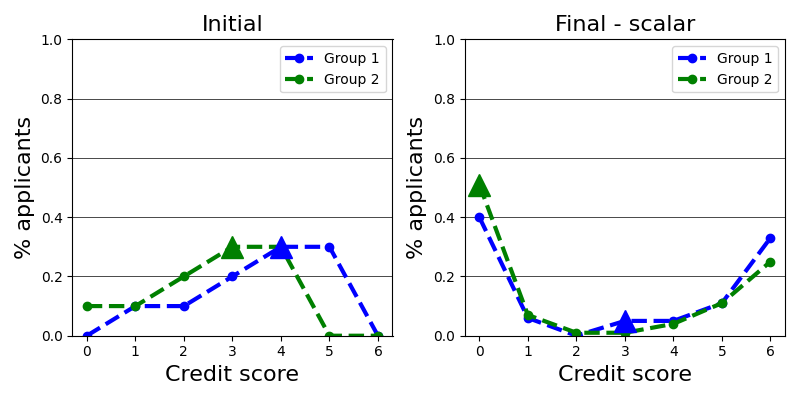 Initial
% applicants
1.0
0.8
0.6
0.4
0.2
0.0
Group 1
Group 2
0 1 2 3 4 5 6
Credit score
Final - scalar
% applicants
1.0
0.8
0.6
0.4
0.2
0.0
Group 1
Group 2
0 1 2 3 4 5 6
Credit score